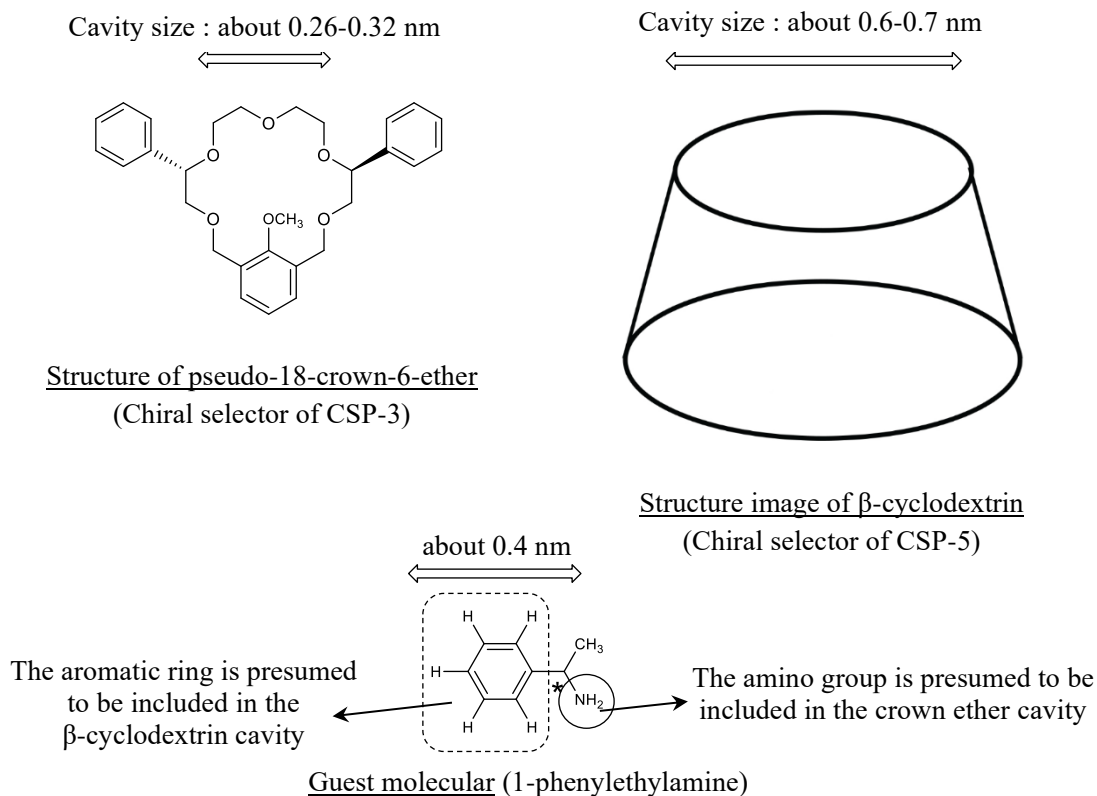 Cavity size : about 0.26-0.32 nm
Cavity size : about 0.6-0.7 nm
O
O
O
O
O
OCH3
Structure of pseudo-18-crown-6-ether
(Chiral selector of CSP-3)
Structure image of β-cyclodextrin
(Chiral selector of CSP-5)
about 0.4 nm
H
H
CH3
H
*
NH2
H
H
The aromatic ring is presumed
to be included in the
β-cyclodextrin cavity
The amino group is presumed to be
included in the crown ether cavity
Guest molecular (1-phenylethylamine)